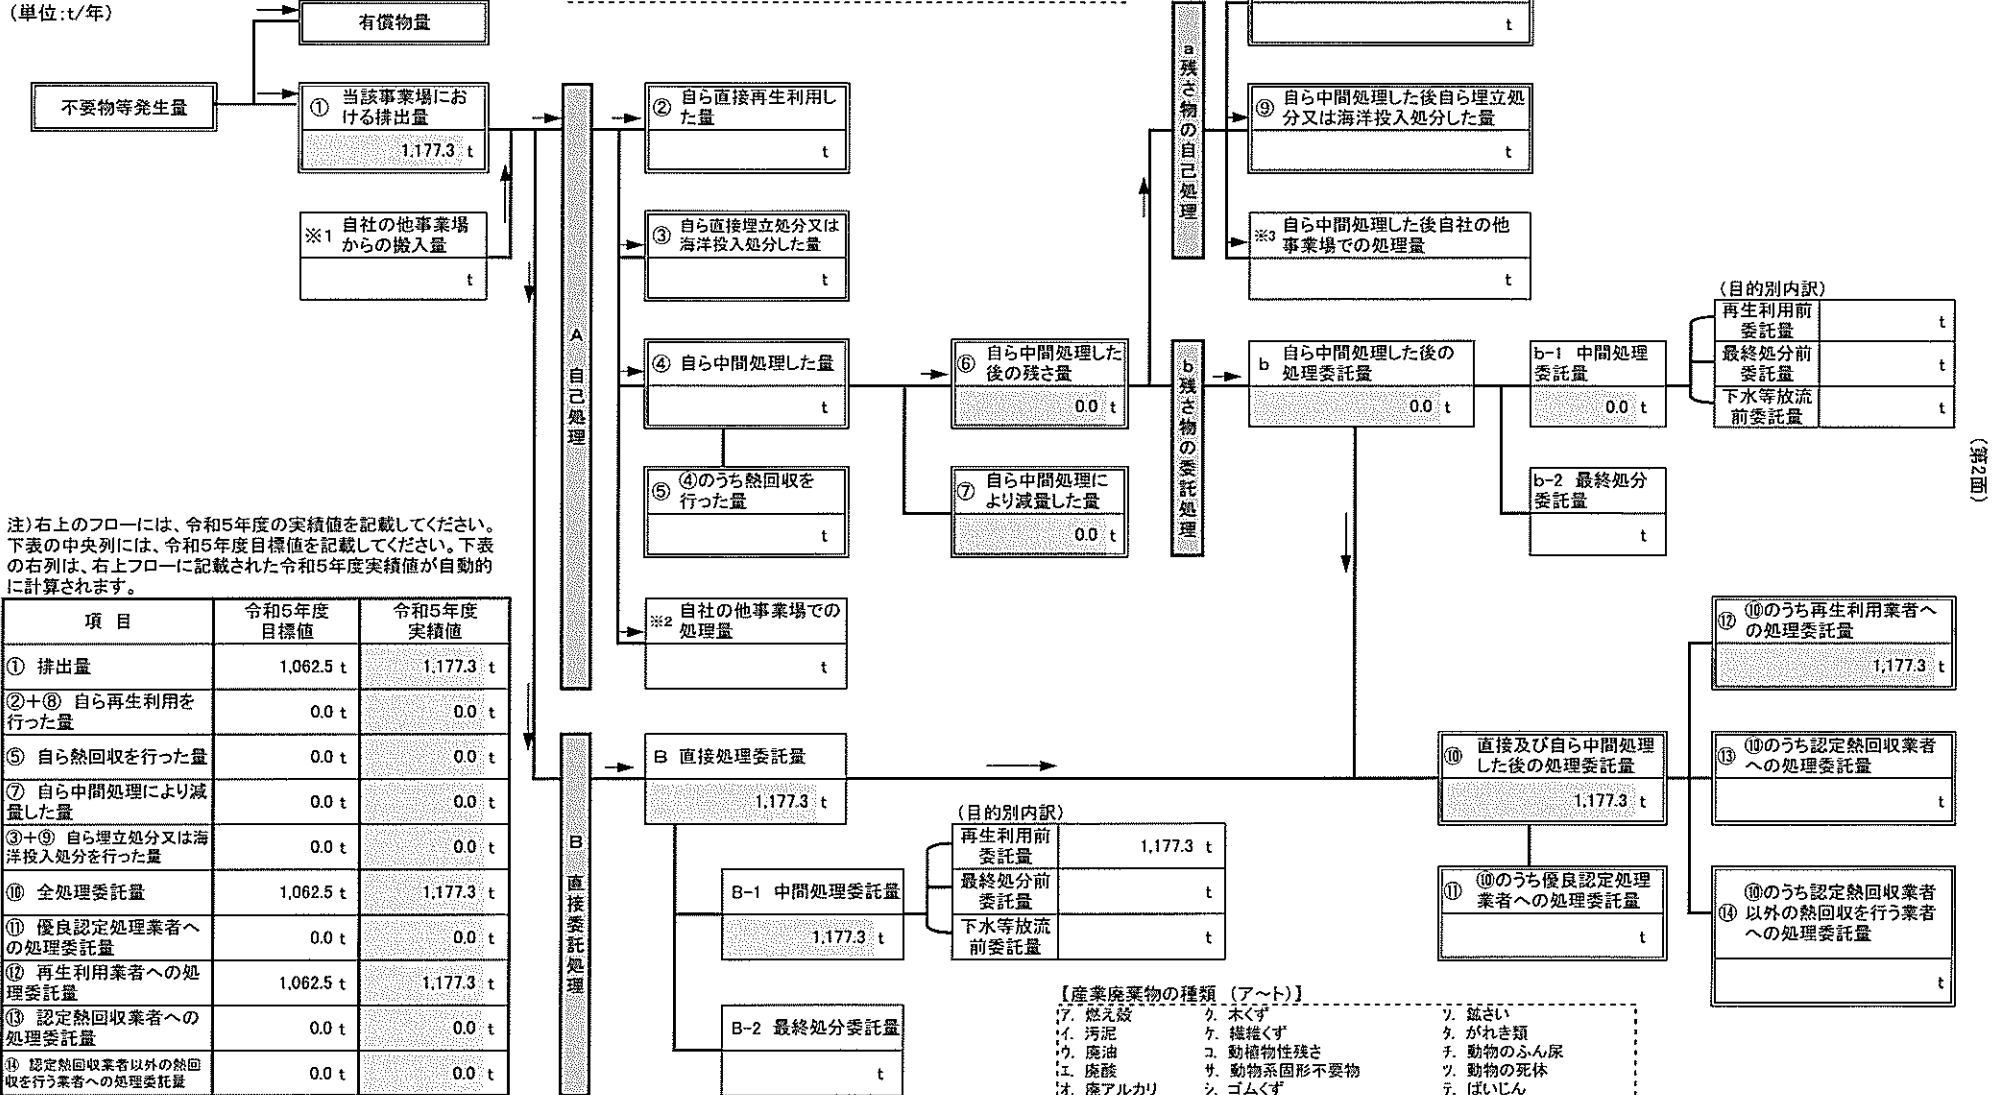 (単位:t/年)
有償物量
不要物等発生量
① 当該事業場にお
ける排出量
1,177.3 t
※1 自社の他事業場
からの搬入量
t
A 自己処理
② 自ら直接再生利用し
た量
t
③ 自ら直接埋立処分又は
海洋投入処分した量
t
④ 自ら中間処理した量
t
⑤ ④のうち熱回収を
行った量
t
※2 自社の他事業場での
処理量
t
⑥ 自ら中間処理した
後の残さ量
0.0 t
⑦ 自ら中間処理に
より減量した量
0.0 t
a残さ物の自己処理
t
⑨ 自ら中間処理した後自ら埋立処
分又は海洋投入処分した量
t
※3 自ら中間処理した後自社の他
事業場での処理量
t
b残さ物の委託処理
b 自ら中間処理した後の
処理委託量
0.0 t
b-1 中間処理
委託量
0.0 t
b-2 最終処分
委託量
t
(目的別内訳)
再生利用前
委託量
t
最終処分前
委託量
t
下水等放流
前委託量
t
(第2面)
注)右上のフローには、令和5年度の実績値を記載してください。
下表の中央列には、令和5年度目標値を記載してください。下表
の右列は、右上フローに記載された令和5年度実績値が自動的
に計算されます。
項 目
令和5年度
目標値
令和5年度
実績値
① 排出量 1,062.5 t 1,177.3 t
②+⑧ 自ら再生利用を
行った量 0.0 t 0.0 t
⑤ 自ら熱回収を行った量 0.0 t 0.0 t
⑦ 自ら中間処理により減
量した量 0.0 t 0.0 t
③+⑨ 自ら埋立処分又は海
洋投入処分を行った量 0.0 t 0.0 t
⑩ 全処理委託量 1,062.5 t 1,177.3 t
⑪ 優良認定処理業者へ
の処理委託量 0.0 t 0.0 t
⑫ 再生利用業者への処
理委託量 1,062.5 t 1,177.3 t
⑬ 認定熱回収業者への
処理委託量 0.0 t 0.0 t
⑭ 認定熱回収業者以外の熱回
収を行う業者への処理委託量 0.0 t 0.0 t
B 直接委託処理
B 直接処理委託量
1,177.3 t
B-1 中間処理委託量
1,177.3 t
B-2 最終処分委託量
t
(目的別内訳)
再生利用前
委託量
1,177.3 t
最終処分前
委託量
t
下水等放流
前委託量
t
⑩ 直接及び自ら中間処理
した後の処理委託量
1,177.3 t
⑪ ⑩のうち優良認定処理
業者への処理委託量
t
⑫ ⑩のうち再生利用業者へ
の処理委託量
1,177.3 t
⑬ ⑩のうち認定熱回収業者
への処理委託量
t
⑭ ⑩のうち認定熱回収業者
以外の熱回収を行う業者
への処理委託量
t
【産業廃棄物の種類 (ア~ト)】
ア. 燃え殻 ク. 木くず ソ. 鉱さい
イ. 汚泥 ケ. 繊維くず タ. がれき類
ウ. 廃油 コ. 動植物性残さ チ. 動物のふん尿
エ. 廃酸 サ. 動物系固形不要物 ツ. 動物の死体
オ. 廃アルカリ シ. ゴムくず テ. ばいじん